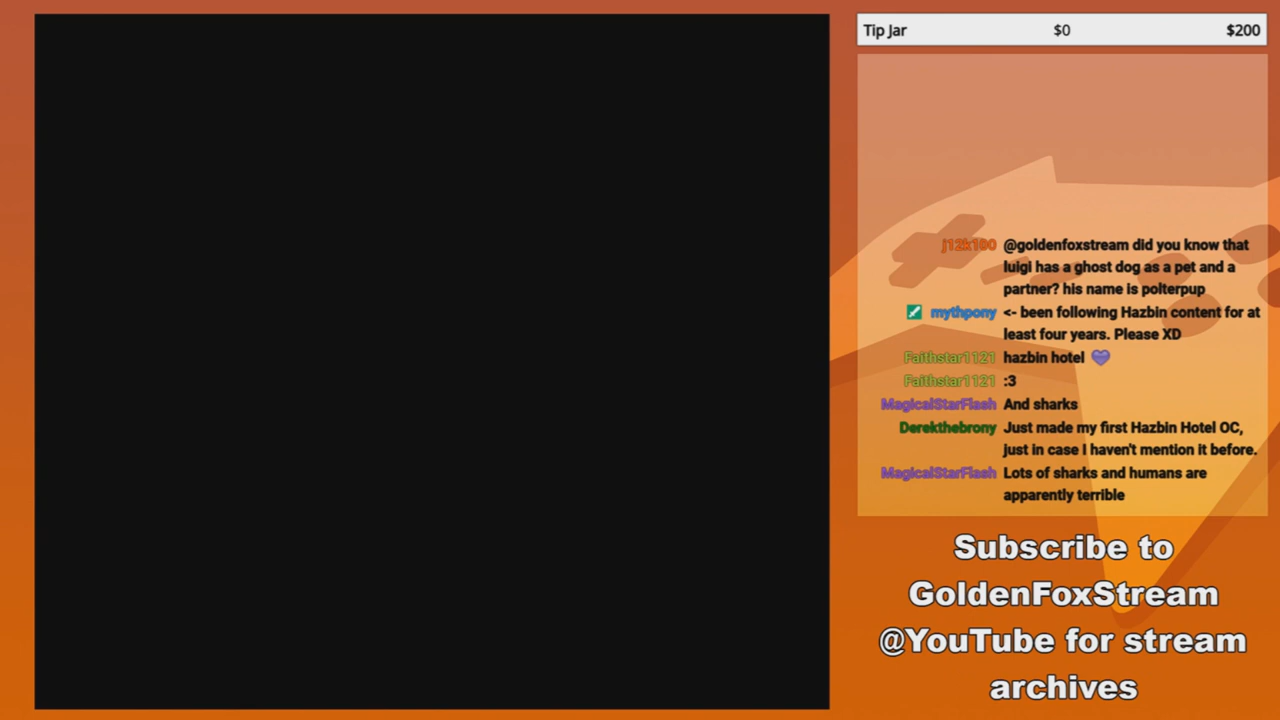 Tip Jar $0 $200
j12k190 @goldenfoxstream did you know that
luigi has a ghost dog as a pet and a
partner? his name is polterpup
mythpony <- been following Hazbin content for at
least four years. Please XD
Faithstar1121 hazbin hotel 💜
Faithstar1121 :3
MagicalStarFlash And sharks
Derekthebrony Just made my first Hazbin Hotel OC,
just in case I haven't mention it before.
MagicalStarFlash Lots of sharks and humans are
apparently terrible
Subscribe to
GoldenFoxStream
@YouTube for stream
archives